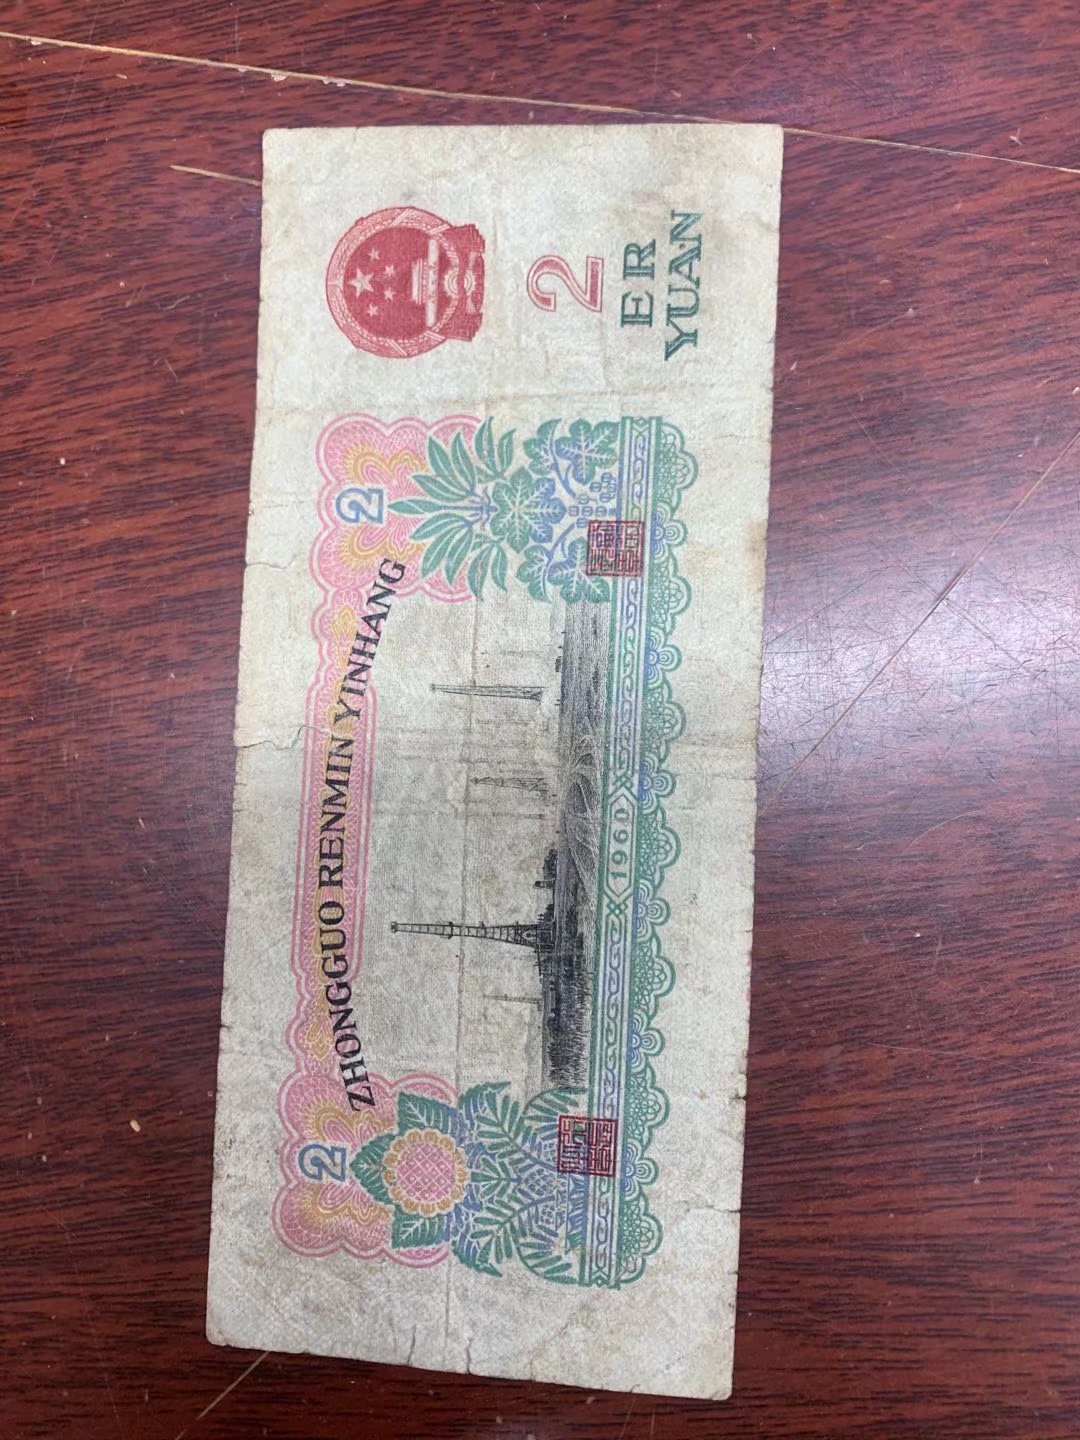 ZHONGGUO RENMIN YINHANG
2
2
2
ER
YUAN
1960